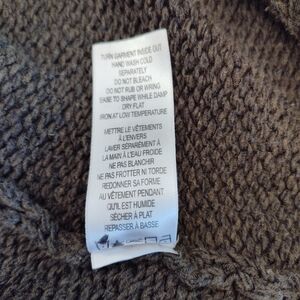 TURN GARMENT INSIDE OUT
HAND WASH COLD
SEPARATELY
DO NOT BLEACH
DO NOT RUB OR WRING
EASE TO SHAPE WHILE DAMP
DRY FLAT
IRON AT LOW TEMPERATURE
METTRE LE VÊTEMENTS
À L'ENVERS
LAVER SÉPARÉMENT À
LA MAIN À L'EAU FROIDE
NE PAS BLANCHIR
NE PAS FROTTER NI TORDE
REDONNER SA FORME
AU VÊTEMENT PENDANT
QU'IL EST HUMIDE
SÉCHER À PLAT
REPASSER À BASSE